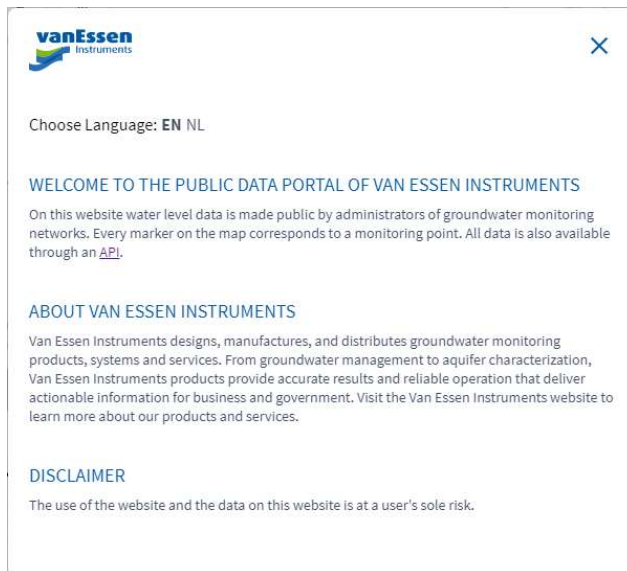 vanEssen
Instruments
Choose Language: EN NL
WELCOME TO THE PUBLIC DATA PORTAL OF VAN ESSEN INSTRUMENTS
On this website water level data is made public by administrators of groundwater monitoring
networks. Every marker on the map corresponds to a monitoring point. All data is also available
through an API.
ABOUT VAN ESSEN INSTRUMENTS
Van Essen Instruments designs, manufactures, and distributes groundwater monitoring
products, systems and services. From groundwater management to aquifer characterization,
Van Essen Instruments products provide accurate results and reliable operation that deliver
actionable information for business and government. Visit the Van Essen Instruments website to
learn more about our products and services.
DISCLAIMER
The use of the website and the data on this website is at a user's sole risk.